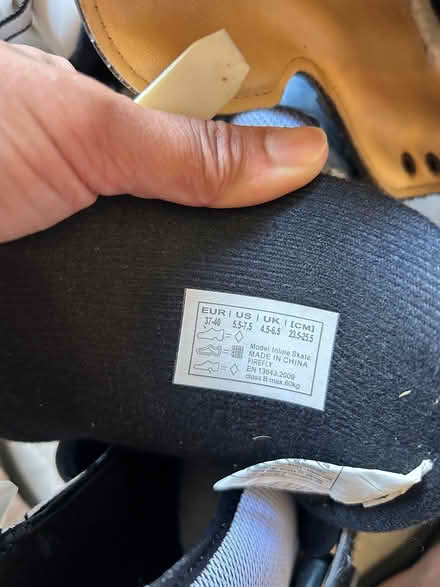 EUR | US | UK | [CM]
37-40 5.5-7.5 4.5-6.5 23.5-25.5
Model: Inline Skate
MADE IN CHINA
FIREFLY
EN 13843:2009
class B max.60kg